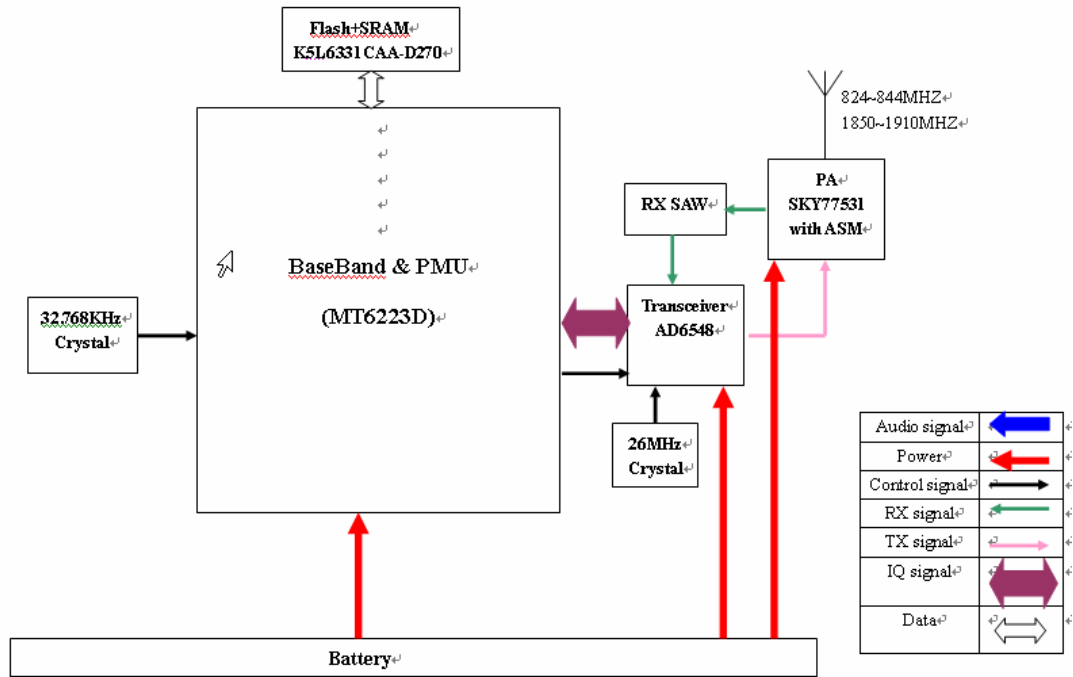 Flash+SRAM
K5L6331CAA-D270
824~844MHZ
1850~1910MHZ
PA
SKY77531
with ASM
RX SAW
BaseBand & PMU
(MT6223D)
Transceiver
AD6548
32.768KHz
Crystal
26MHz
Crystal
Audio signal
Power
Control signal
RX signal
TX signal
IQ signal
Data
Battery